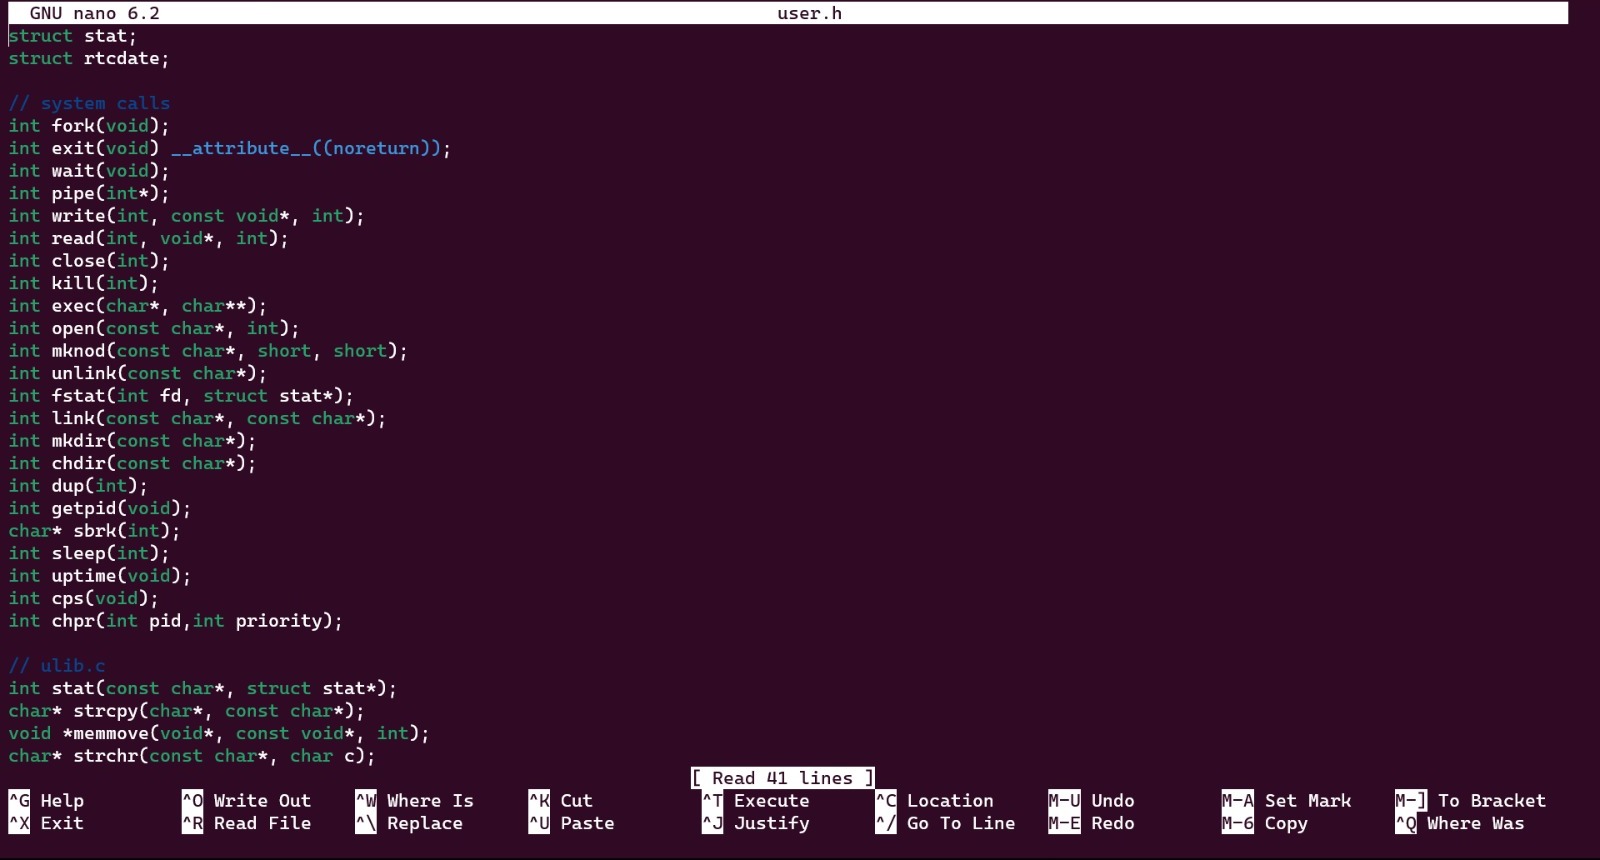 GNU nano 6.2 user.h
struct stat;
struct rtcdate;

// system calls
int fork(void);
int exit(void) __attribute__((noreturn));
int wait(void);
int pipe(int*);
int write(int, const void*, int);
int read(int, void*, int);
int close(int);
int kill(int);
int exec(char*, char**);
int open(const char*, int);
int mknod(const char*, short, short);
int unlink(const char*);
int fstat(int fd, struct stat*);
int link(const char*, const char*);
int mkdir(const char*);
int chdir(const char*);
int dup(int);
int getpid(void);
char* sbrk(int);
int sleep(int);
int uptime(void);
int cps(void);
int chpr(int pid,int priority);

// ulib.c
int stat(const char*, struct stat*);
char* strcpy(char*, const char*);
void *memmove(void*, const void*, int);
char* strchr(const char*, char c);
[ Read 41 lines ]
^G Help ^O Write Out ^W Where Is ^K Cut ^T Execute ^C Location M-U Undo M-A Set Mark M-] To Bracket
^X Exit ^R Read File ^\ Replace ^U Paste ^J Justify ^/ Go To Line M-E Redo M-6 Copy ^Q Where Was